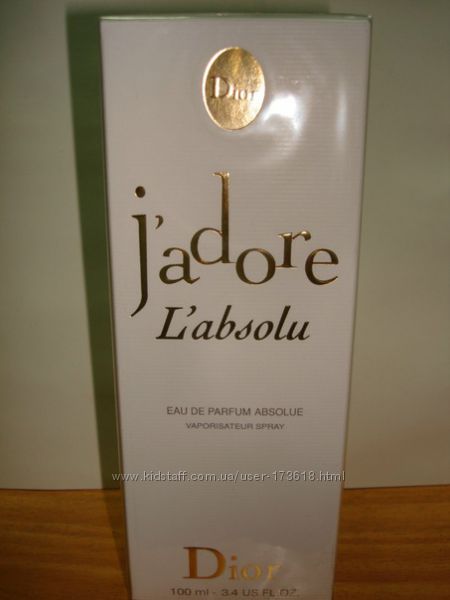 Dior
j'adore
L'absolu
EAU DE PARFUM ABSOLUE
VAPORISATEUR SPRAY
www.kidstaff.com.ua/user-173618.html
Dior
100 ml - 3.4 US FL.OZ.